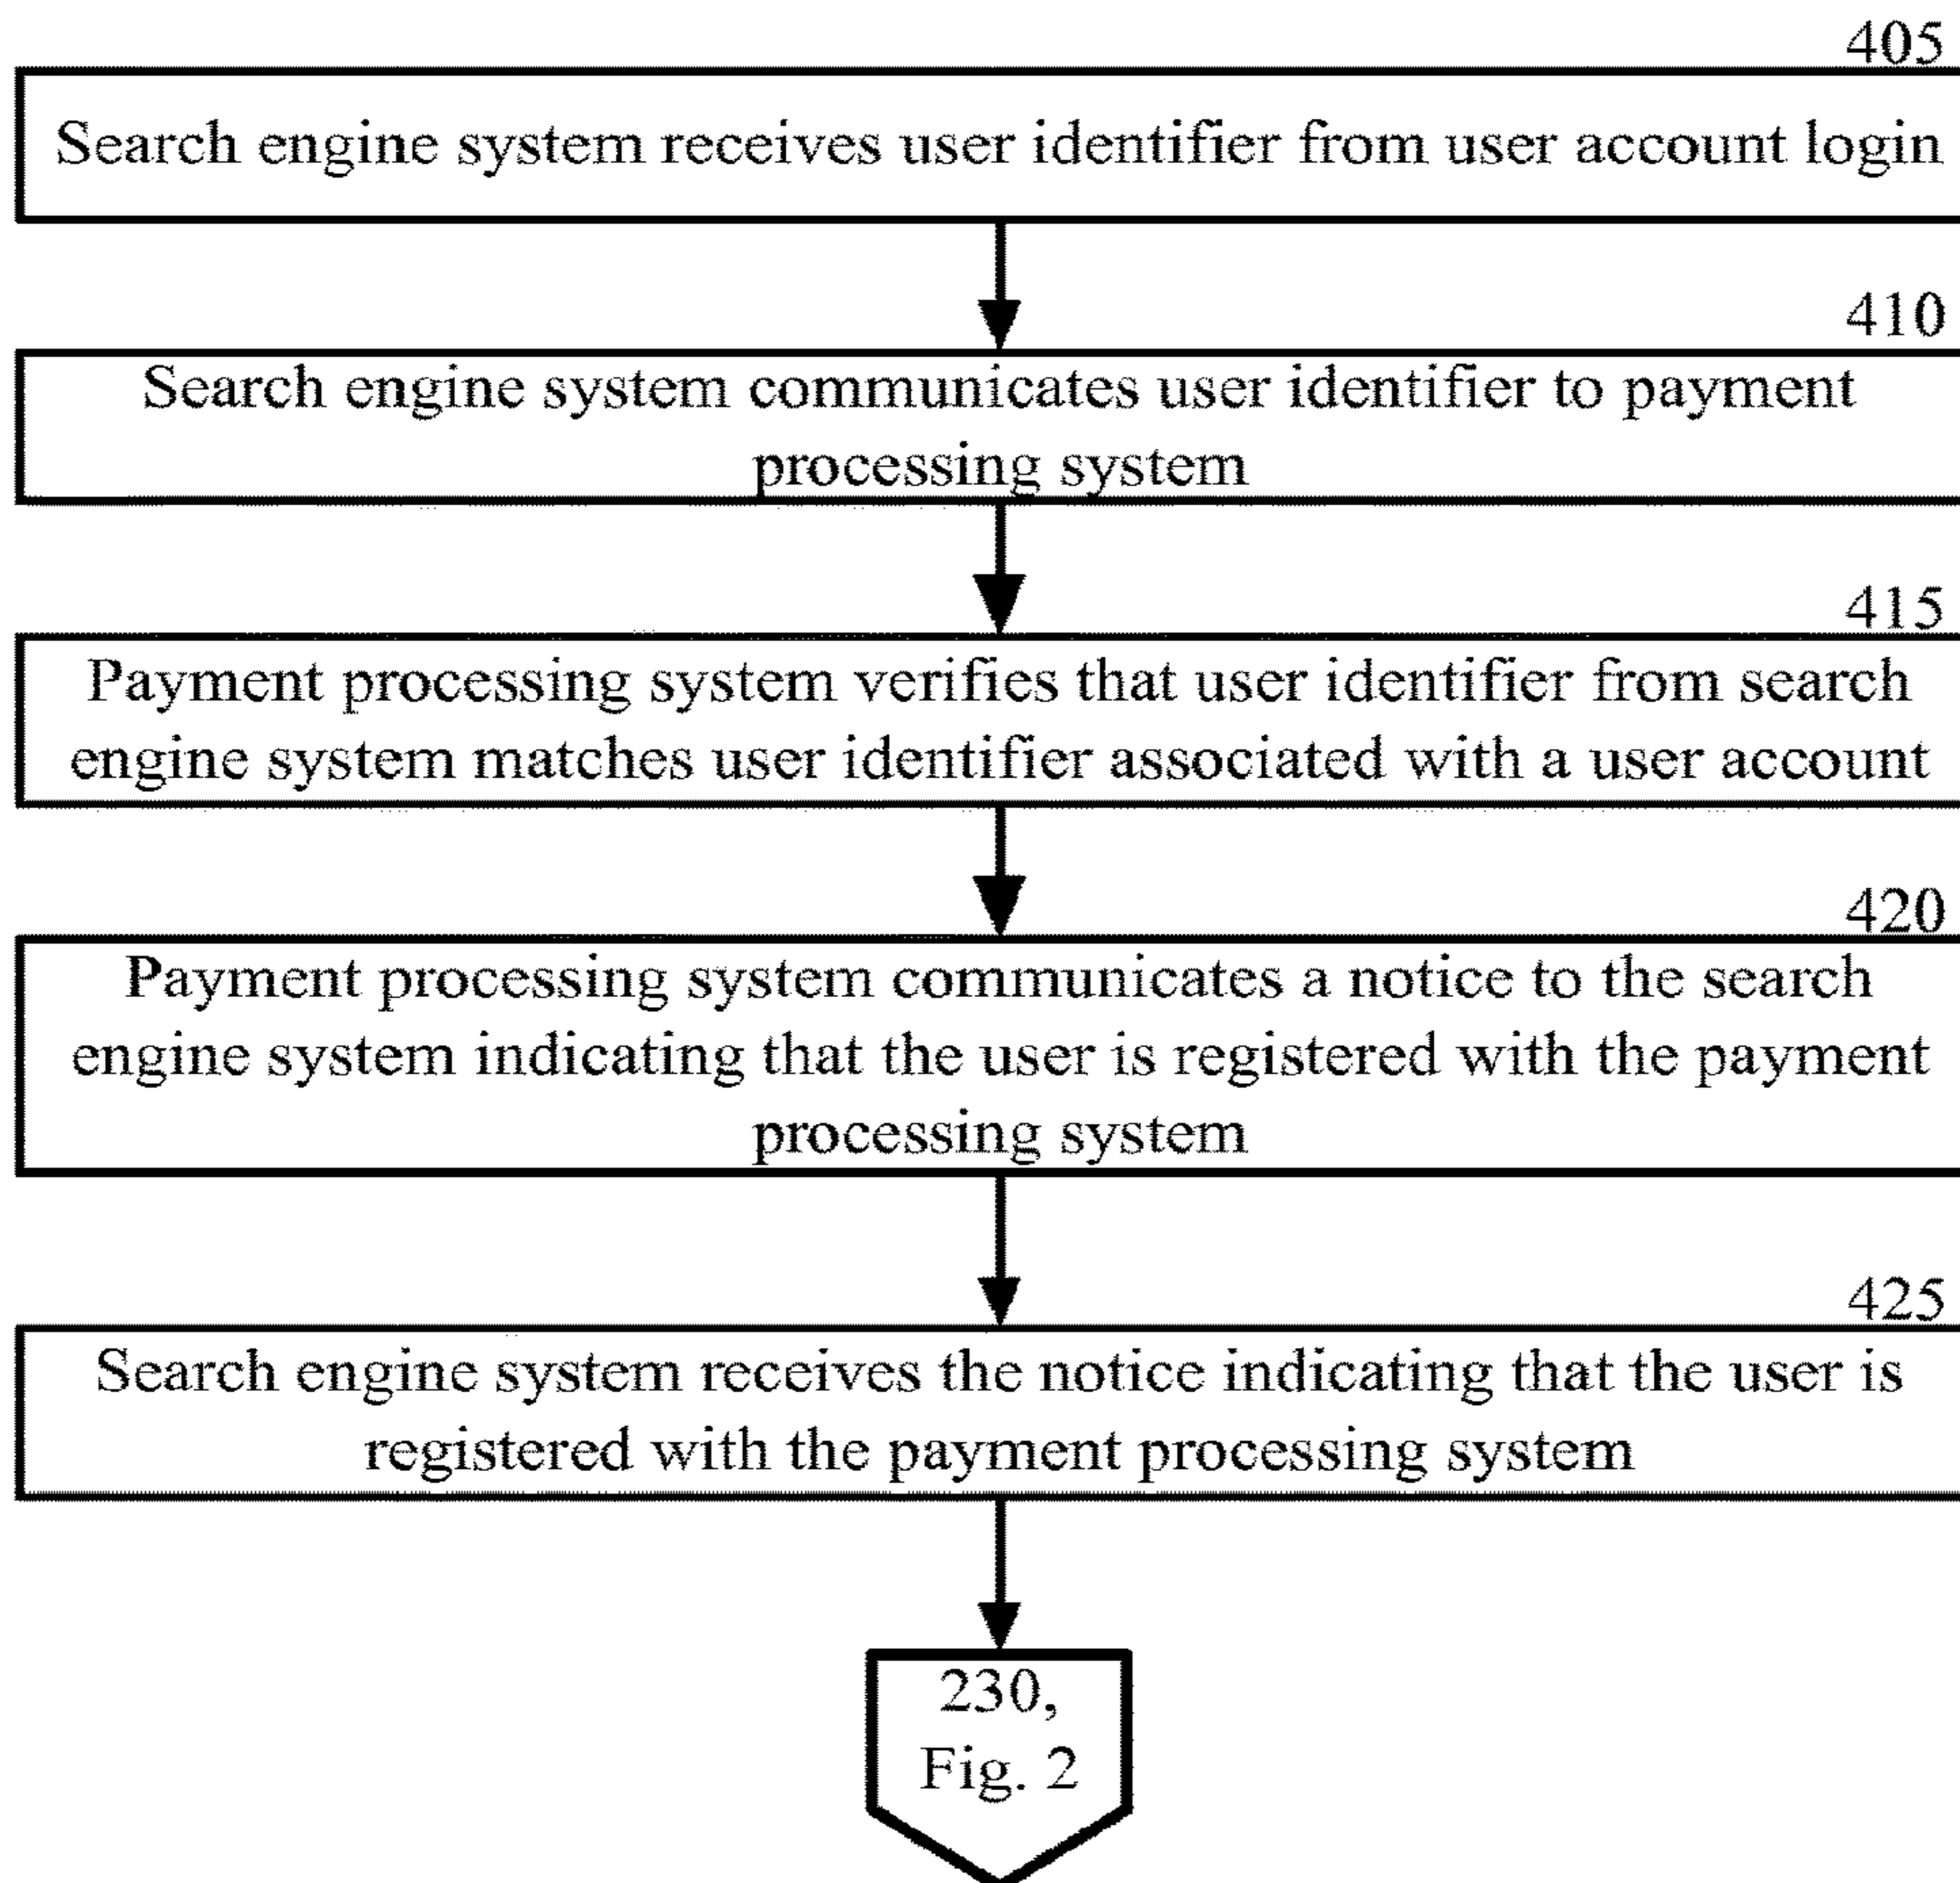 405
Search engine system receives user identifier from user account login
410
Search engine system communicates user identifier to payment
processing system
415
Payment processing system verifies that user identifier from search
engine system matches user identifier associated with a user account
420
Payment processing system communicates a notice to the search
engine system indicating that the user is registered with the payment
processing system
425
Search engine system receives the notice indicating that the user is
registered with the payment processing system
230,
Fig. 2